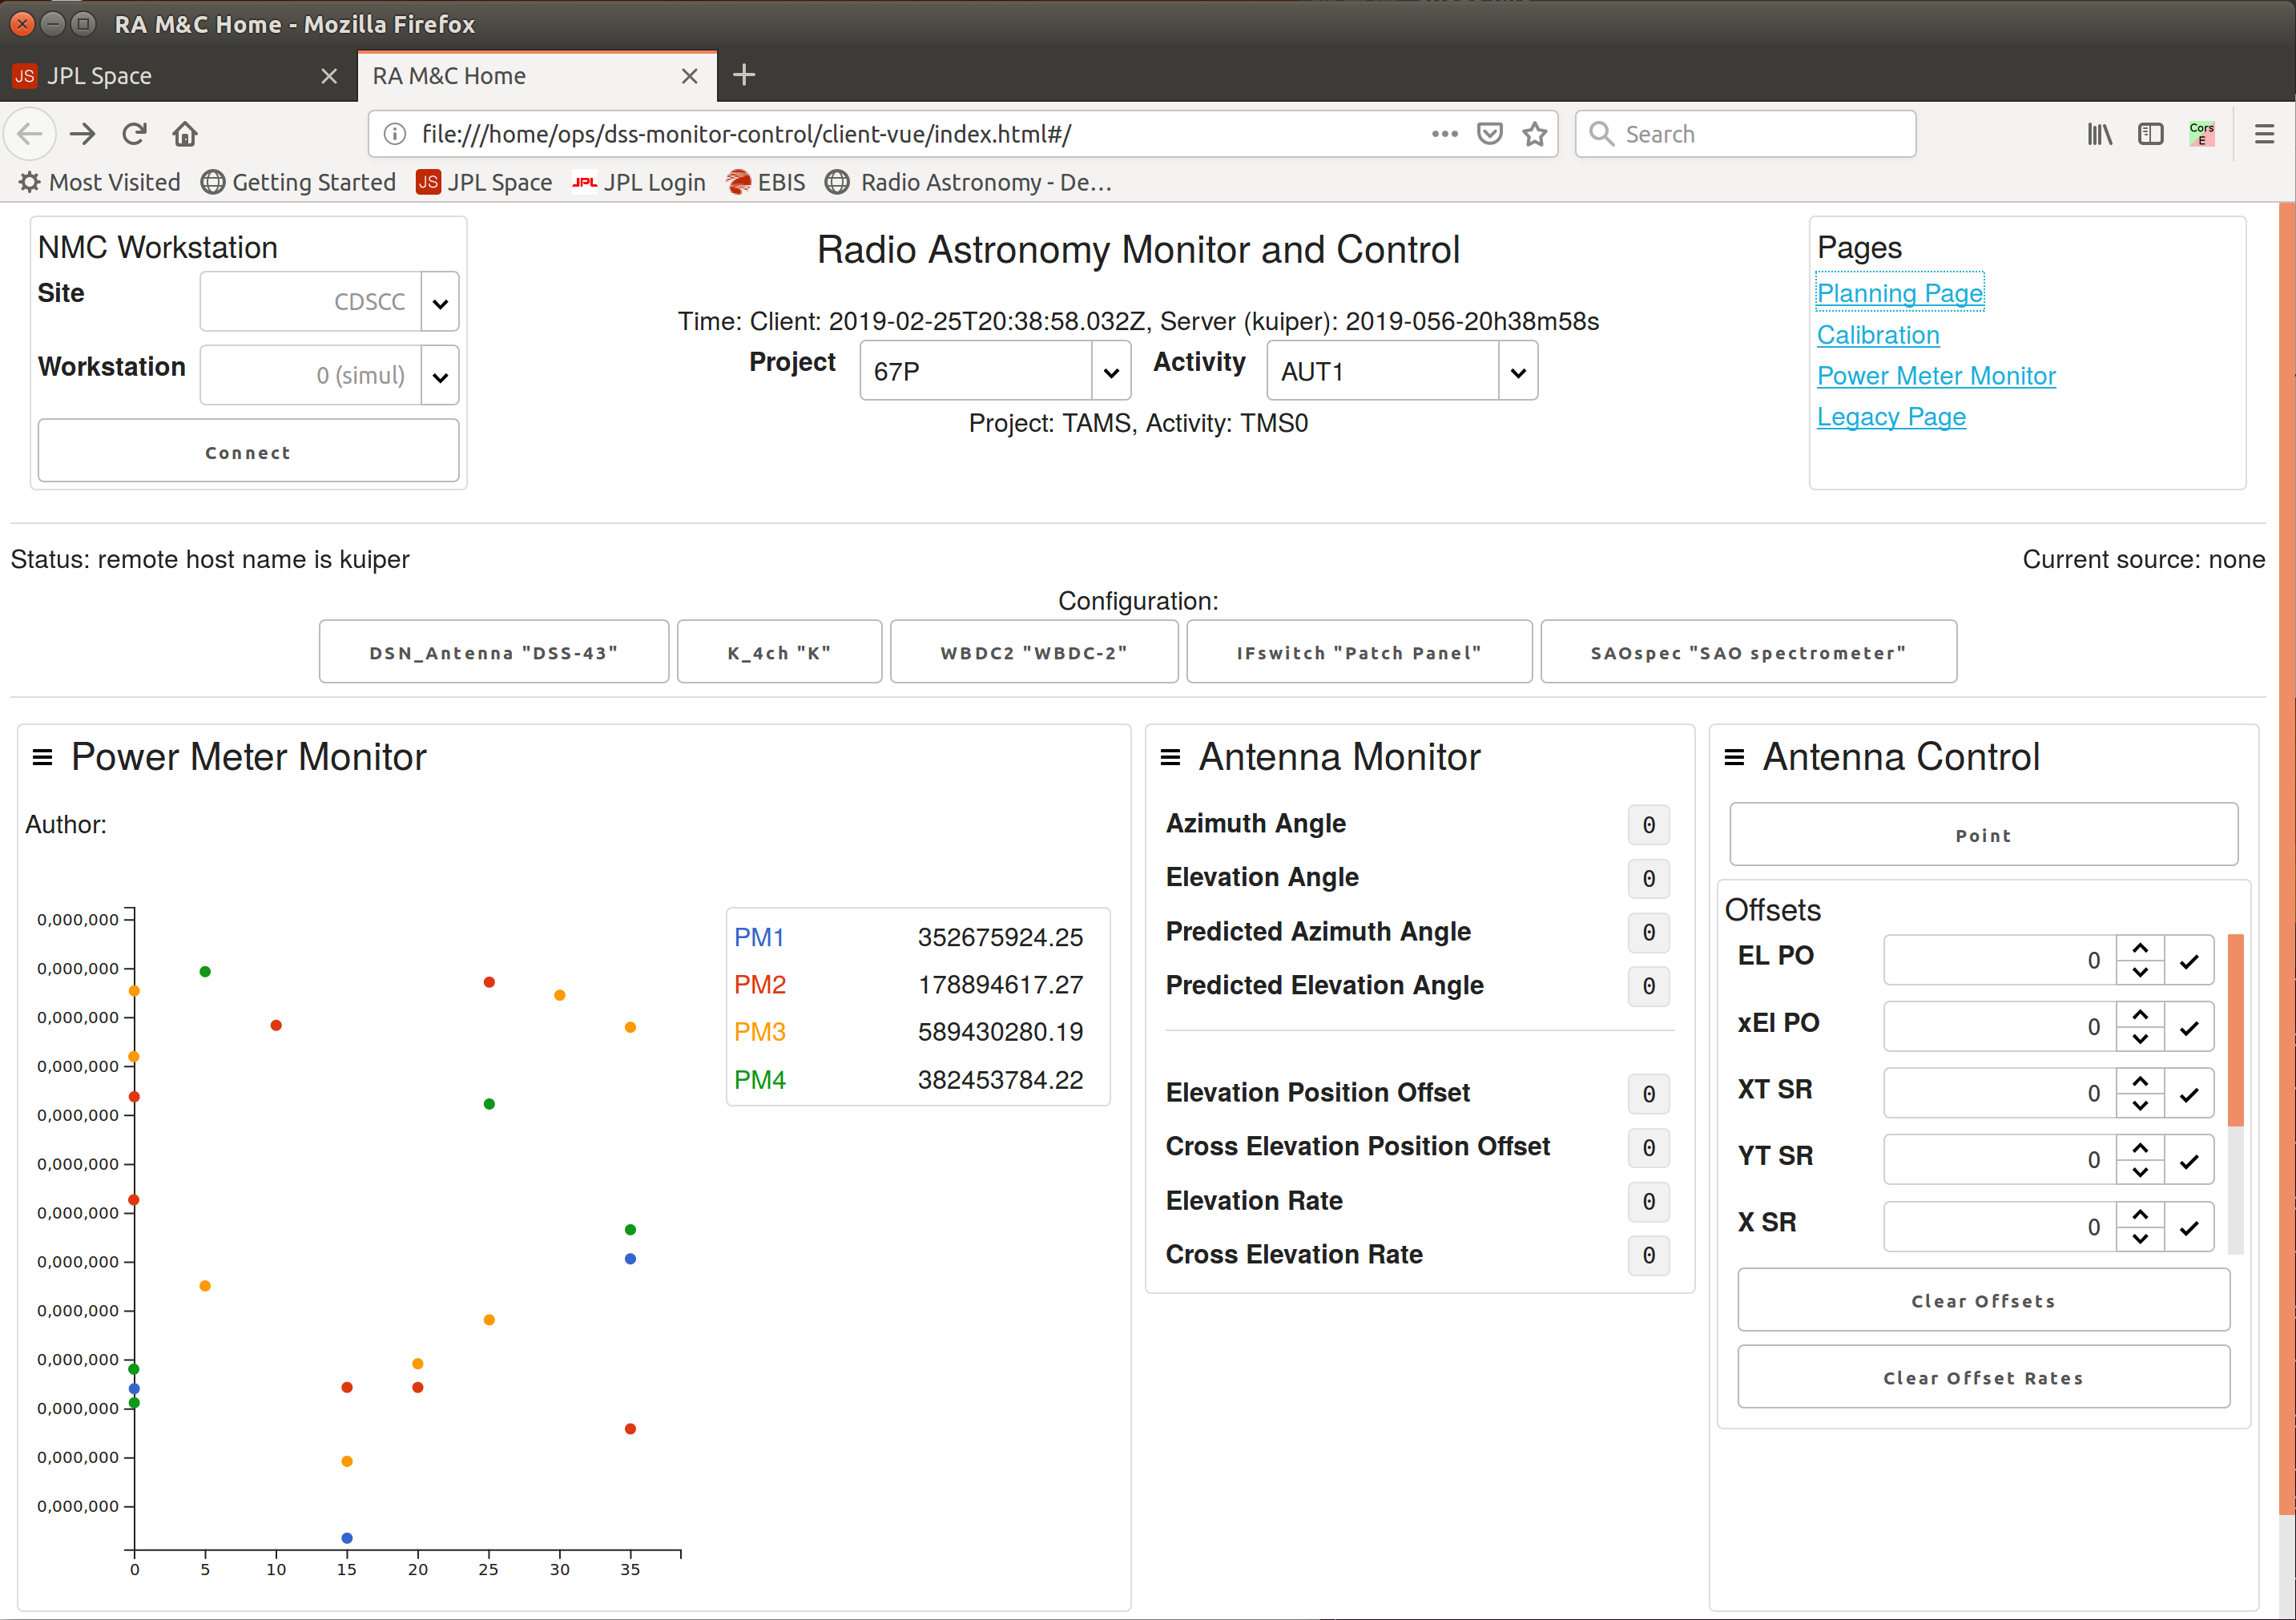 RA M&C Home - Mozilla Firefox
JS JPL Space
RA M&C Home
file:///home/ops/dss-monitor-control/client-vue/index.html#/
Search
Cors E
Most Visited Getting Started JS JPL Space JPL JPL Login EBIS Radio Astronomy - De...
NMC Workstation
Site CDSCC
Workstation 0 (simul)
Connect
Radio Astronomy Monitor and Control
Time: Client: 2019-02-25T20:38:58.032Z, Server (kuiper): 2019-056-20h38m58s
Project 67P Activity AUT1
Project: TAMS, Activity: TMS0
Pages
Planning Page
Calibration
Power Meter Monitor
Legacy Page
Status: remote host name is kuiper
Current source: none
Configuration:
DSN_Antenna "DSS-43" K_4ch "K" WBDC2 "WBDC-2" IFswitch "Patch Panel" SAOspec "SAO spectrometer"
Power Meter Monitor
Author:
0,000,000
0,000,000
0,000,000
0,000,000
0,000,000
0,000,000
0,000,000
0,000,000
0,000,000
0,000,000
0,000,000
0,000,000
0,000,000
0 5 10 15 20 25 30 35
PM1 352675924.25
PM2 178894617.27
PM3 589430280.19
PM4 382453784.22
Antenna Monitor
Azimuth Angle 0
Elevation Angle 0
Predicted Azimuth Angle 0
Predicted Elevation Angle 0
Elevation Position Offset 0
Cross Elevation Position Offset 0
Elevation Rate 0
Cross Elevation Rate 0
Antenna Control
Point
Offsets
EL PO 0
xEl PO 0
XT SR 0
YT SR 0
X SR 0
Clear Offsets
Clear Offset Rates